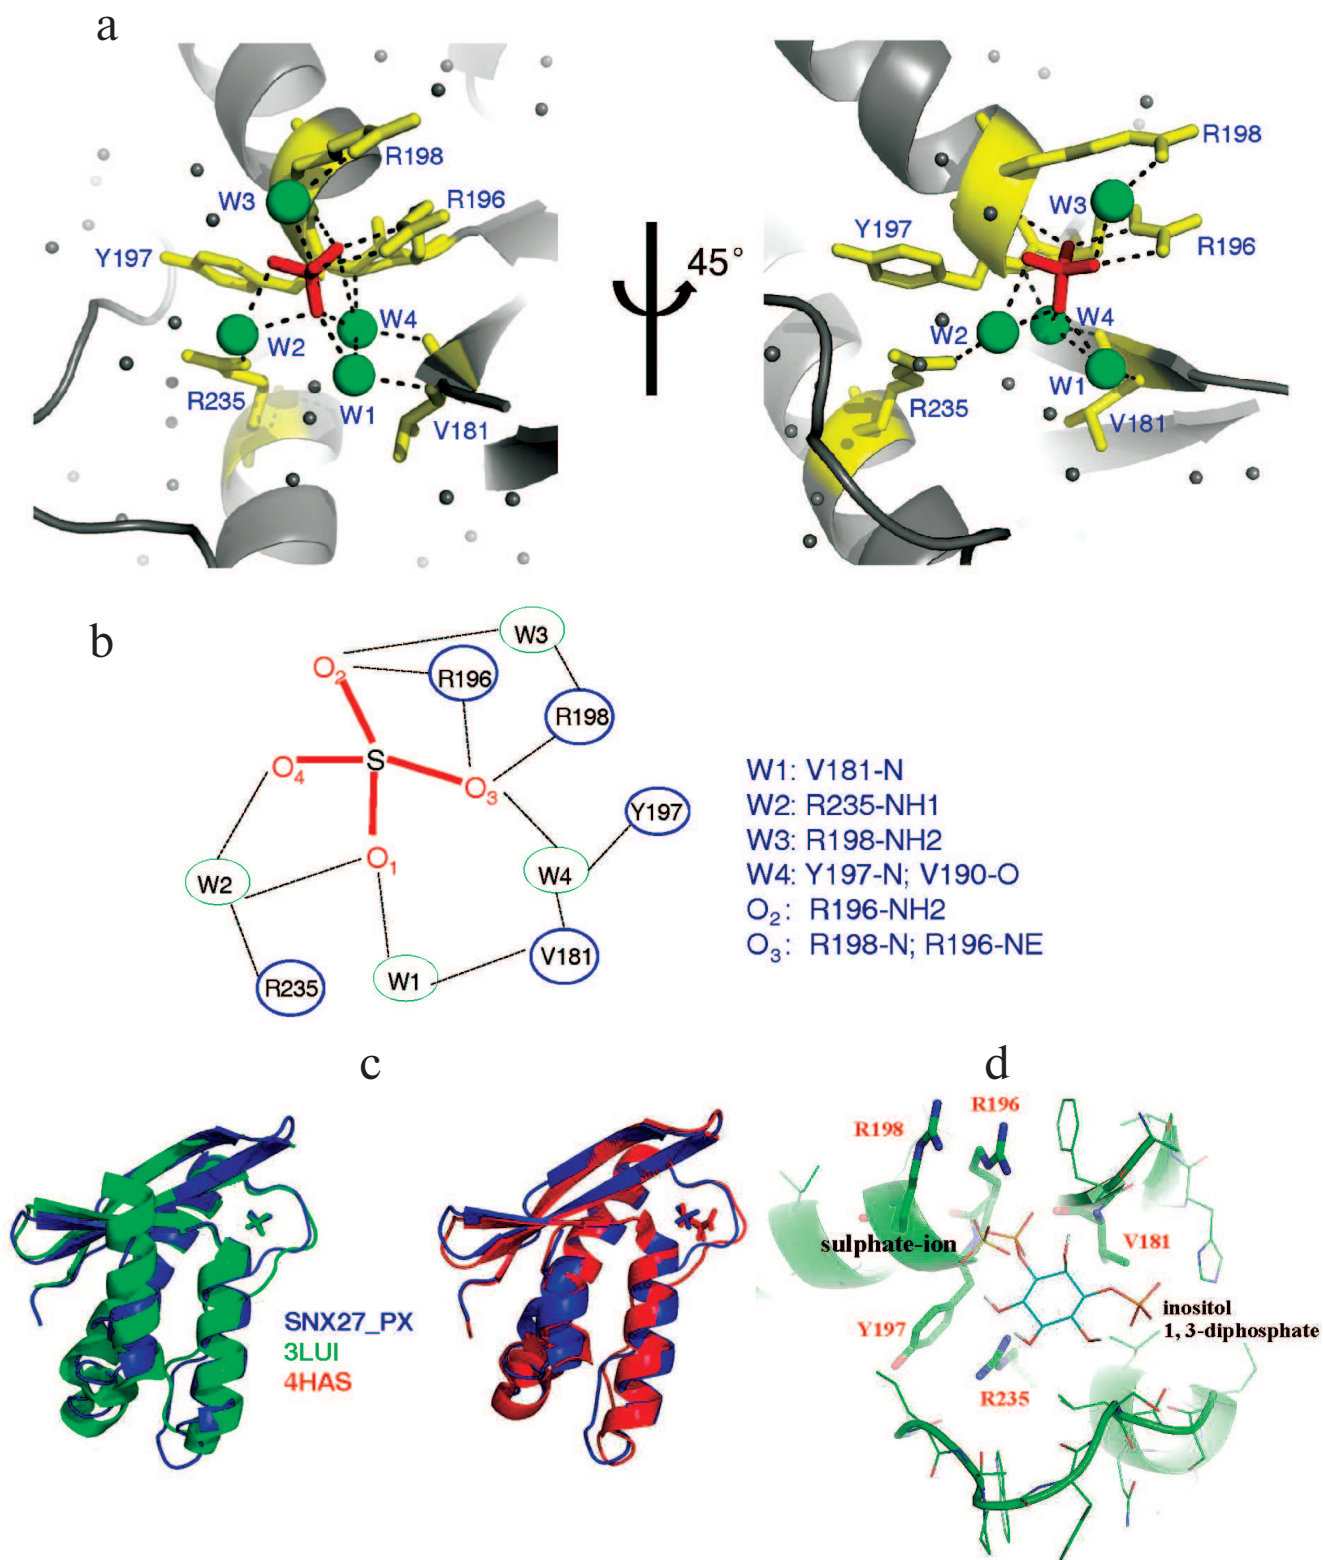 a
R198
W3
R196
Y197
W4
W2
R235
W1
V181
45°
R198
W3
Y197
R196
W2
W4
W1
R235
V181
b
W3
O₂
R196
R198
S
O₄
O₃
Y197
O₁
W2
W4
V181
W1
R235
W1: V181-N
W2: R235-NH1
W3: R198-NH2
W4: Y197-N; V190-O
O₂: R196-NH2
O₃: R198-N; R196-NE
c
SNX27_PX
3LUI
4HAS
d
R196
R198
sulphate-ion
V181
inositol
1, 3-diphosphate
Y197
R235